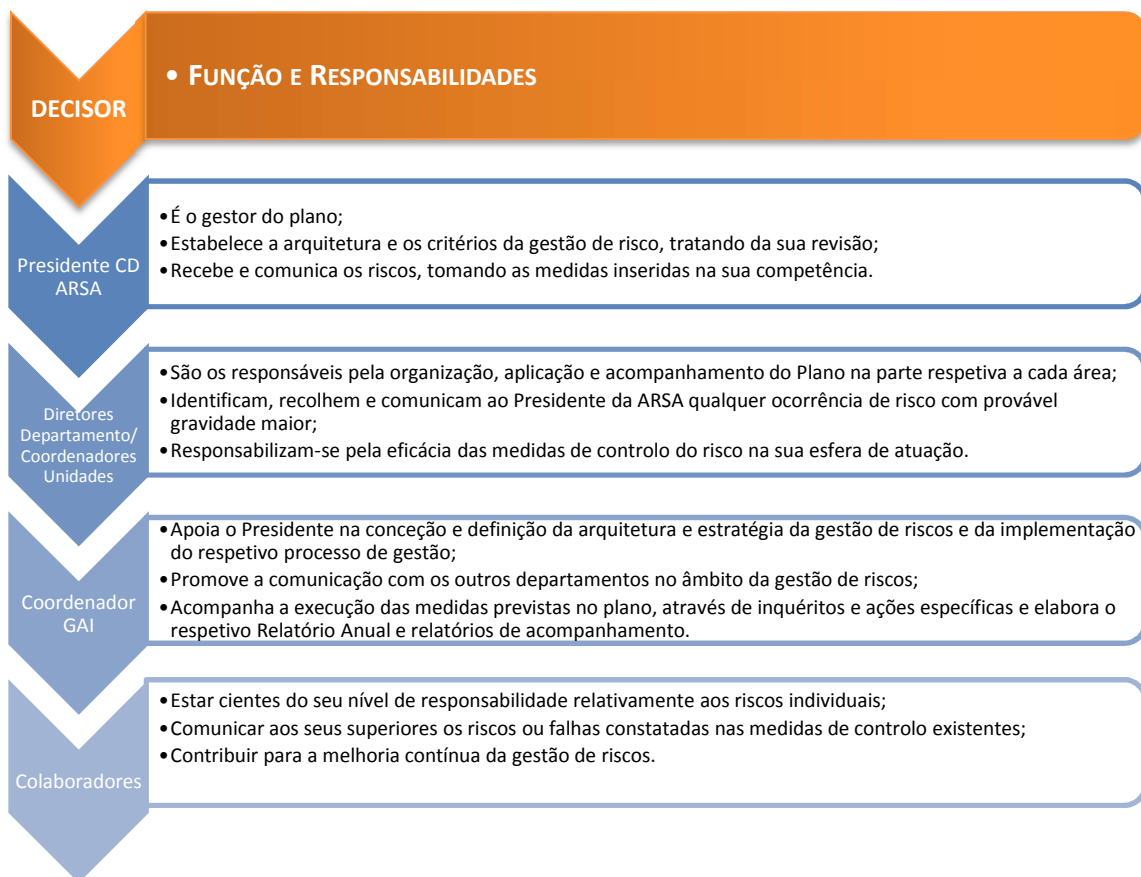 DECISOR
• FUNÇÃO E RESPONSABILIDADES
Presidente CD
ARSA
•É o gestor do plano;
•Estabelece a arquitetura e os critérios da gestão de risco, tratando da sua revisão;
•Recebe e comunica os riscos, tomando as medidas inseridas na sua competência.
Diretores
Departamento/
Coordenadores
Unidades
•São os responsáveis pela organização, aplicação e acompanhamento do Plano na parte respetiva a cada área;
•Identificam, recolhem e comunicam ao Presidente da ARSA qualquer ocorrência de risco com provável
gravidade maior;
•Responsabilizam-se pela eficácia das medidas de controlo do risco na sua esfera de atuação.
Coordenador
GAI
•Apoia o Presidente na conceção e definição da arquitetura e estratégia da gestão de riscos e da implementação
do respetivo processo de gestão;
•Promove a comunicação com os outros departamentos no âmbito da gestão de riscos;
•Acompanha a execução das medidas previstas no plano, através de inquéritos e ações específicas e elabora o
respetivo Relatório Anual e relatórios de acompanhamento.
Colaboradores
•Estar cientes do seu nível de responsabilidade relativamente aos riscos individuais;
•Comunicar aos seus superiores os riscos ou falhas constatadas nas medidas de controlo existentes;
•Contribuir para a melhoria contínua da gestão de riscos.